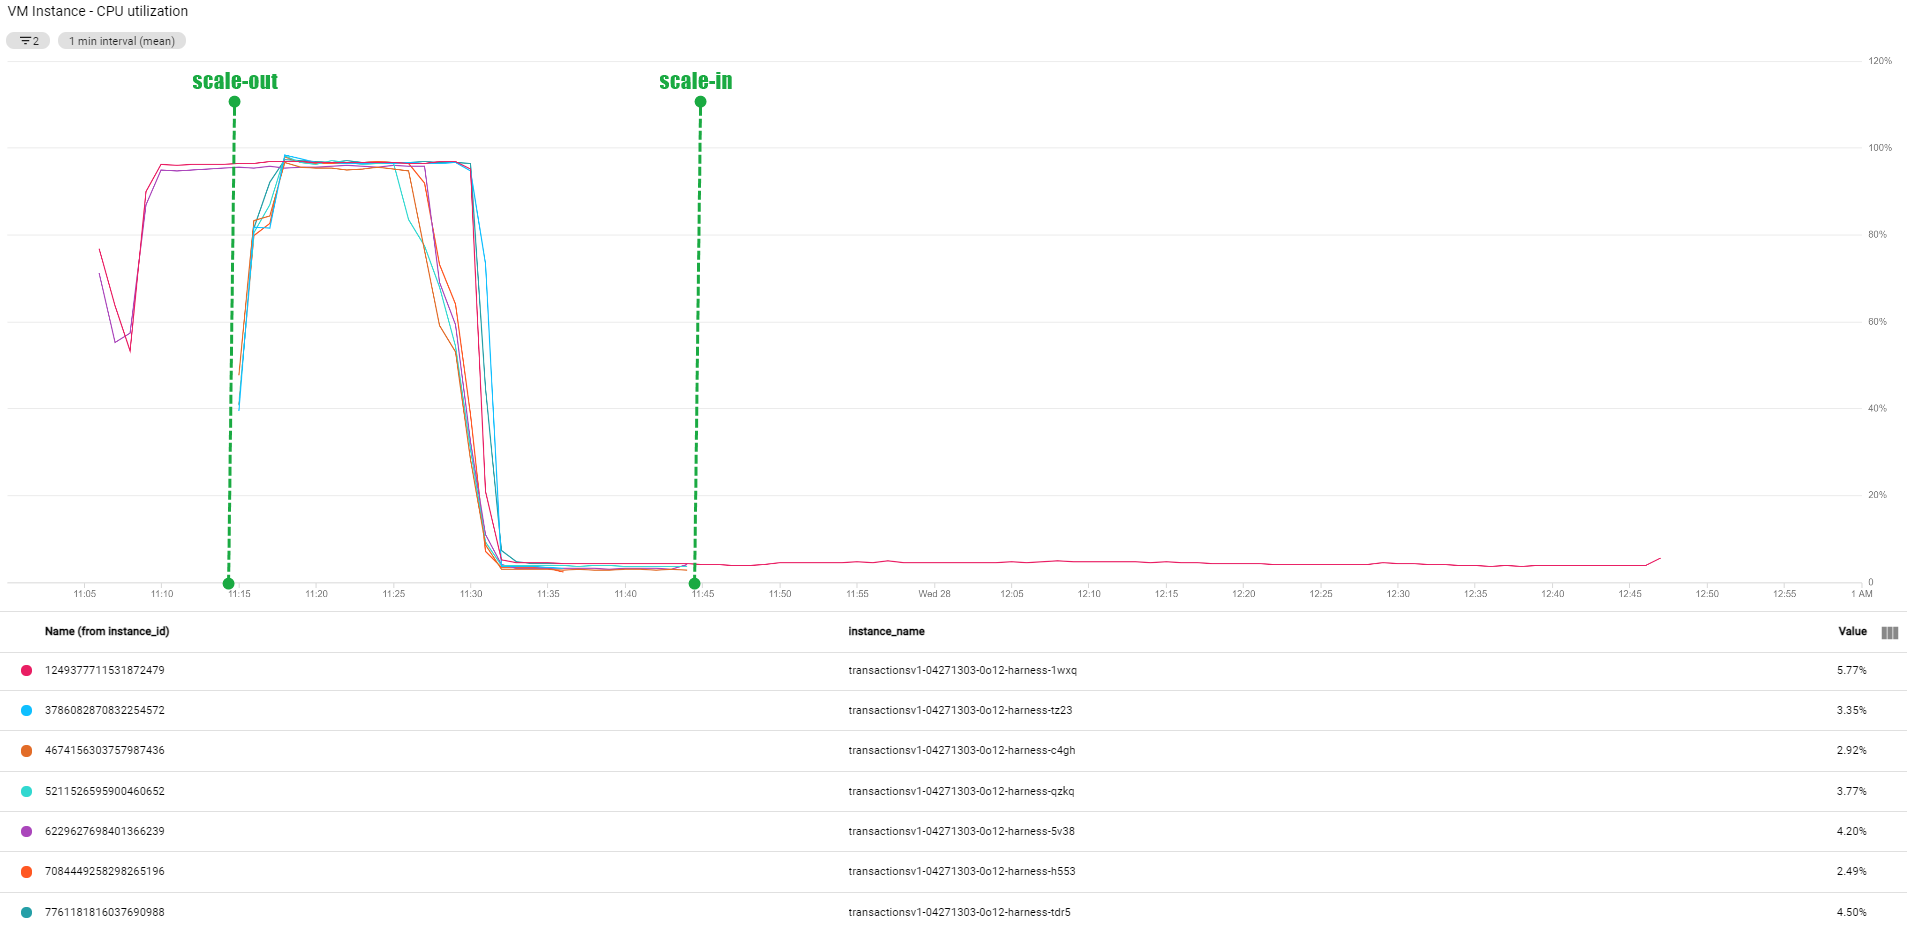 VM Instance - CPU utilization
2 1 min interval (mean)
120%
scale-out scale-in
100%
80%
60%
40%
20%
0
11:05 11:10 11:15 11:20 11:25 11:30 11:35 11:40 11:45 11:50 11:55 Wed 28 12:05 12:10 12:15 12:20 12:25 12:30 12:35 12:40 12:45 12:50 12:55 1 AM
Name (from instance_id) instance_name Value
1249377711531872479 transactionsv1-04271303-0o12-harness-1wxq 5.77%
3786082870832254572 transactionsv1-04271303-0o12-harness-tz23 3.35%
4674156303757987436 transactionsv1-04271303-0o12-harness-c4gh 2.92%
5211526595900460652 transactionsv1-04271303-0o12-harness-qzkq 3.77%
6229627698401366239 transactionsv1-04271303-0o12-harness-5v38 4.20%
7084449258298265196 transactionsv1-04271303-0o12-harness-h553 2.49%
7761181816037690988 transactionsv1-04271303-0o12-harness-tdr5 4.50%